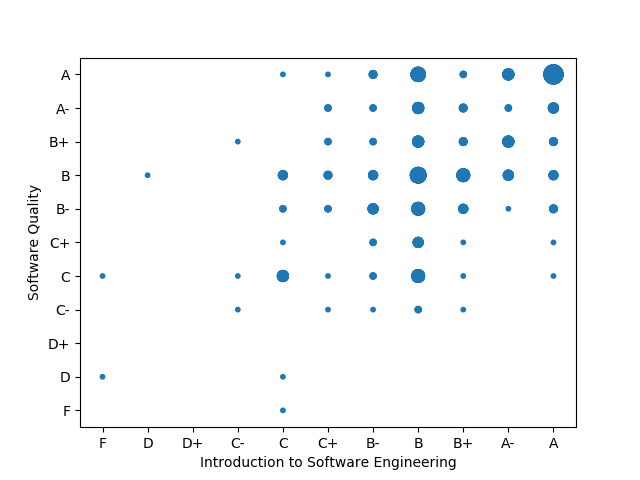 A
A-
B+
B
B-
C+
C
C-
D+
D
F
Software Quality
F D D+ C- C C+ B- B B+ A- A
Introduction to Software Engineering